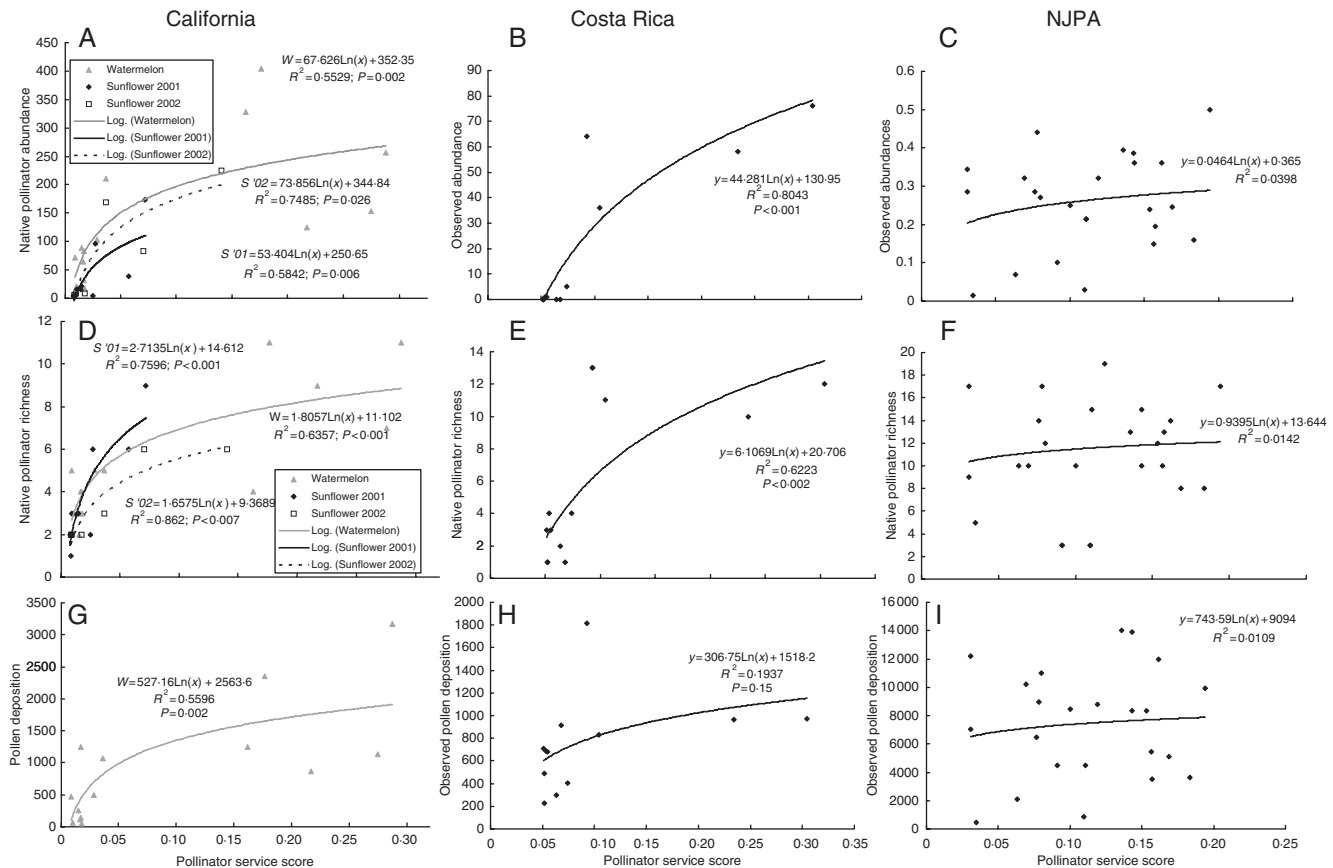 California
Costa Rica
NJPA
A
Native pollinator abundance
450
400
350
300
250
200
150
100
50
0
Watermelon
Sunflower 2001
Sunflower 2002
Log. (Watermelon)
Log. (Sunflower 2001)
Log. (Sunflower 2002)
W=67·626Ln(x)+352·35
R²=0·5529; P=0·002
S '02=73·856Ln(x)+344·84
R²=0·7485; P=0·026
S '01=53·404Ln(x)+250·65
R²=0·5842; P=0·006
B
Observed abundance
90
80
70
60
50
40
30
20
10
0
y=44·281Ln(x)+130·95
R²=0·8043
P<0·001
C
Observed abundances
0·6
0·5
0·4
0·3
0·2
0·1
0
y=0·0464Ln(x)+0·365
R²=0·0398
D
Native pollinator richness
12
10
8
6
4
2
0
S '01=2·7135Ln(x)+14·612
R²=0·7596; P<0·001
W=1·8057Ln(x)+11·102
R²=0·6357; P<0·001
S '02=1·6575Ln(x)+9·3689
R²=0·862; P<0·007
Watermelon
Sunflower 2001
Sunflower 2002
Log. (Watermelon)
Log. (Sunflower 2001)
Log. (Sunflower 2002)
E
Native pollinator richness
14
12
10
8
6
4
2
0
y=6·1069Ln(x)+20·706
R²=0·6223
P<0·002
F
Native pollinator richness
20
18
16
14
12
10
8
6
4
2
0
y=0·9395Ln(x)+13·644
R²=0·0142
G
Pollen deposition
3500
3000
2500
2000
1500
1000
500
0
W=527·16Ln(x)+2563·6
R²=0·5596
P=0·002
0 0·05 0·10 0·15 0·20 0·25 0·30
Pollinator service score
H
Observed pollen deposition
2000
1800
1600
1400
1200
1000
800
600
400
200
0
y=306·75Ln(x)+1518·2
R²=0·1937
P=0·15
0 0·05 0·10 0·15 0·20 0·25 0·30 0·35
Pollinator service score
I
Observed pollen deposition
16000
14000
12000
10000
8000
6000
4000
2000
0
y=743·59Ln(x)+9094
R²=0·0109
0 0·05 0·10 0·15 0·20 0·25
Pollinator service score